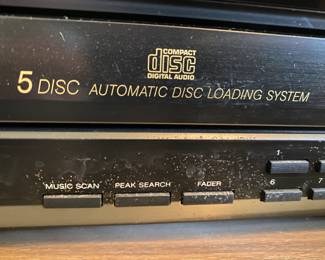 COMPACT
disc
DIGITAL AUDIO
5 DISC AUTOMATIC DISC LOADING SYSTEM
1
MUSIC SCAN PEAK SEARCH FADER 6 7